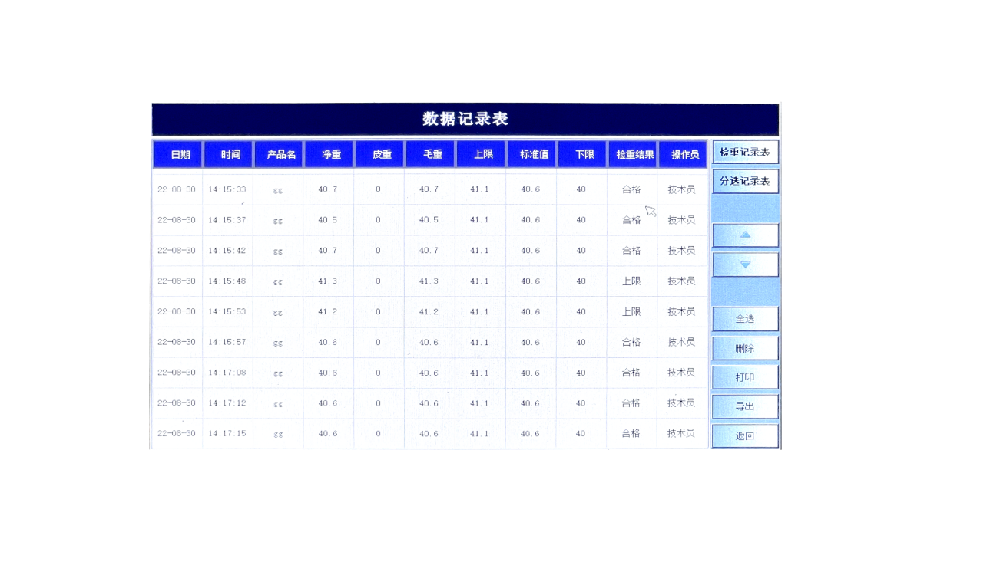 数据记录表
日期 时间 产品名 净重 皮重 毛重 上限 标准值 下限 检重结果 操作员 检重记录表
分选记录表
22-08-30 14:15:33 gg 40.7 0 40.7 41.1 40.6 40 合格 技术员
22-08-30 14:15:37 gg 40.5 0 40.5 41.1 40.6 40 合格 技术员
22-08-30 14:15:42 gg 40.7 0 40.7 41.1 40.6 40 合格 技术员
22-08-30 14:15:48 gg 41.3 0 41.3 41.1 40.6 40 上限 技术员
22-08-30 14:15:53 gg 41.2 0 41.2 41.1 40.6 40 上限 技术员
全选
22-08-30 14:15:57 gg 40.6 0 40.6 41.1 40.6 40 合格 技术员
删除
22-08-30 14:17:08 gg 40.6 0 40.6 41.1 40.6 40 合格 技术员
打印
22-08-30 14:17:12 gg 40.6 0 40.6 41.1 40.6 40 合格 技术员
导出
22-08-30 14:17:15 gg 40.6 0 40.6 41.1 40.6 40 合格 技术员
返回